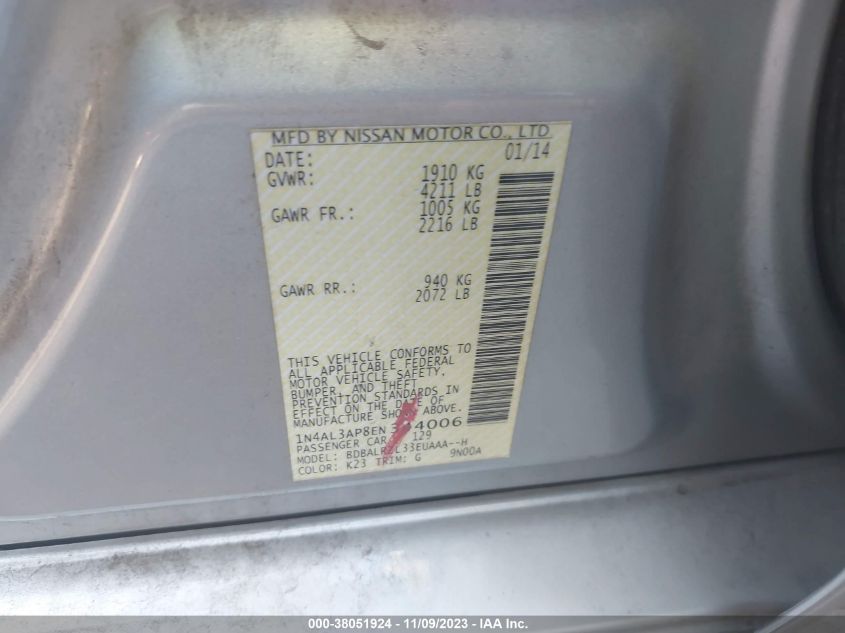 MFD BY NISSAN MOTOR CO., LTD
DATE: 01/14
GVWR: 1910 KG
4211 LB
GAWR FR.: 1005 KG
2216 LB
GAWR RR.: 940 KG
2072 LB
THIS VEHICLE CONFORMS TO
ALL APPLICABLE FEDERAL
MOTOR VEHICLE SAFETY,
BUMPER, AND THEFT
PREVENTION STANDARDS IN
EFFECT ON THE DATE OF
MANUFACTURE SHOWN ABOVE.
1N4AL3AP8EN
PASSENGER CAR 129
MODEL: UAAA--H
COLOR: K23 TRIM: G 9N00A
000-38051924 - 11/09/2023 - IAA Inc.